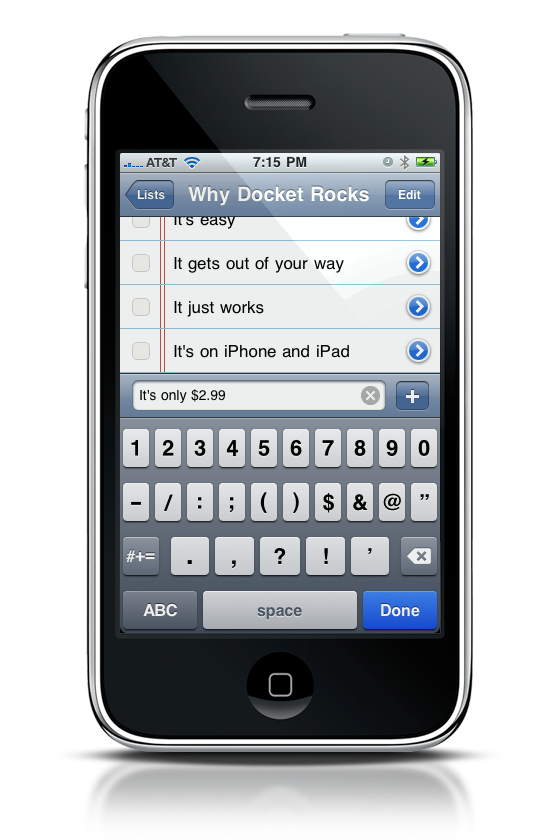 AT&T 7:15 PM
Lists Why Docket Rocks Edit
It's easy
It gets out of your way
It just works
It's on iPhone and iPad
It's only $2.99 +
1 2 3 4 5 6 7 8 9 0
- / : ; ( ) $ & @ ”
#+= . , ? ! ’
ABC space Done